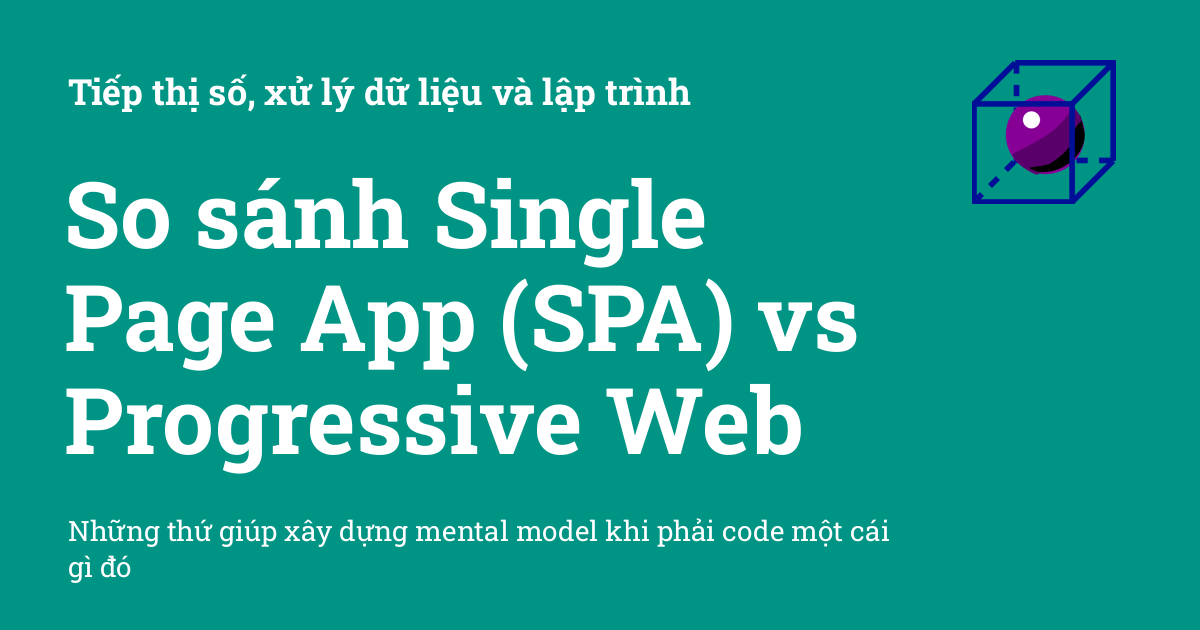 Tiếp thị số, xử lý dữ liệu và lập trình
So sánh Single
Page App (SPA) vs
Progressive Web
Những thứ giúp xây dựng mental model khi phải code một cái
gì đó